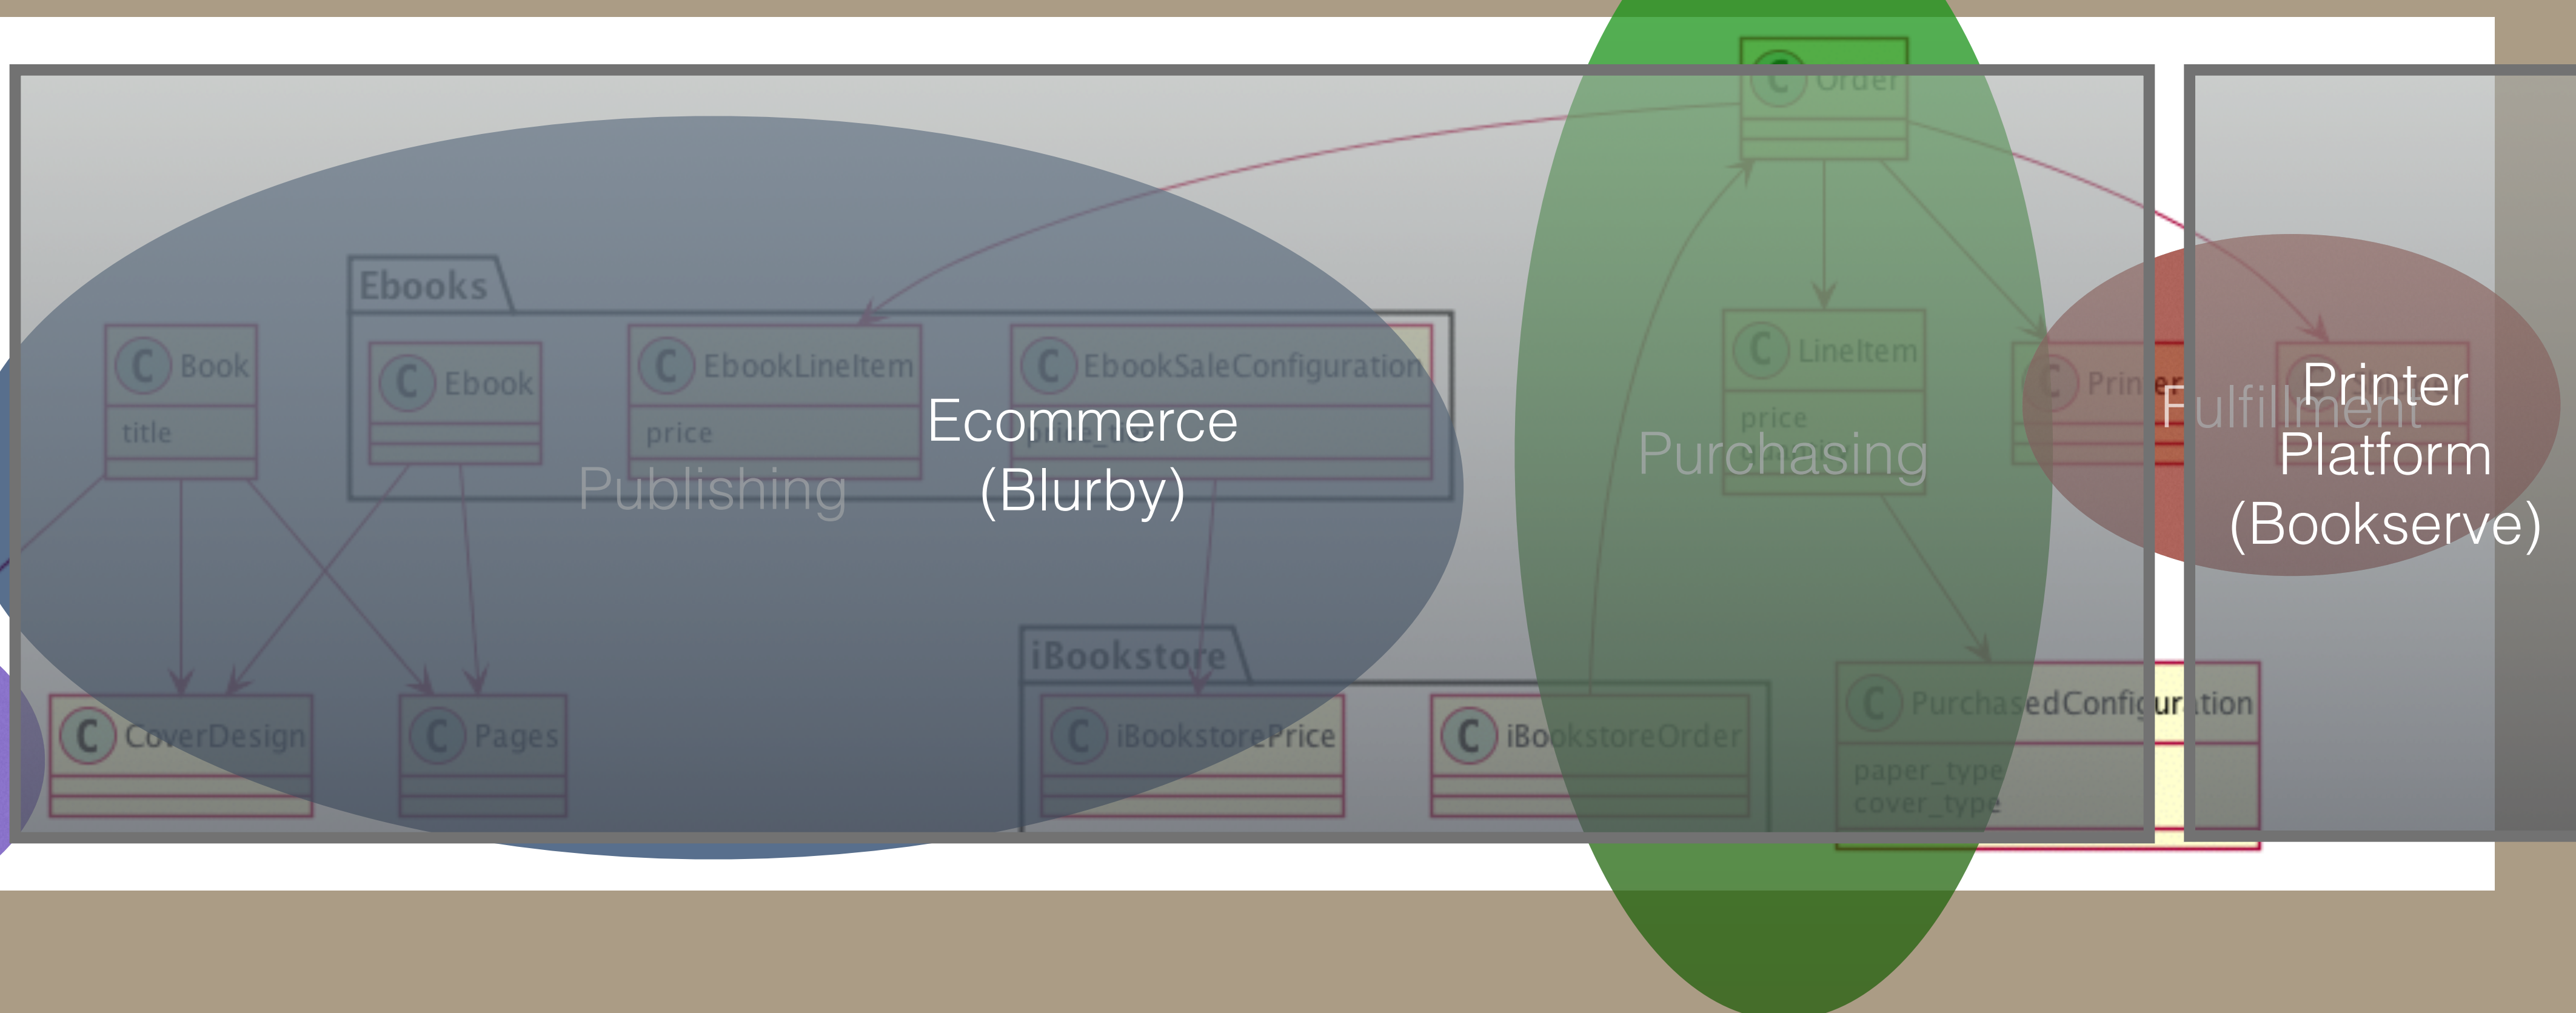 C Order
Ebooks
C Book
title
C Ebook
C EbookLineItem
price
C EbookSaleConfiguration
Ecommerce
(Blurby)
Publishing
C LineItem
price
Purchasing
C Printer
Fulfillment
Printer
Platform
(Bookserve)
iBookstore
C CoverDesign
C Pages
C iBookstorePrice
C iBookstoreOrder
C PurchasedConfiguration
paper_type
cover_type